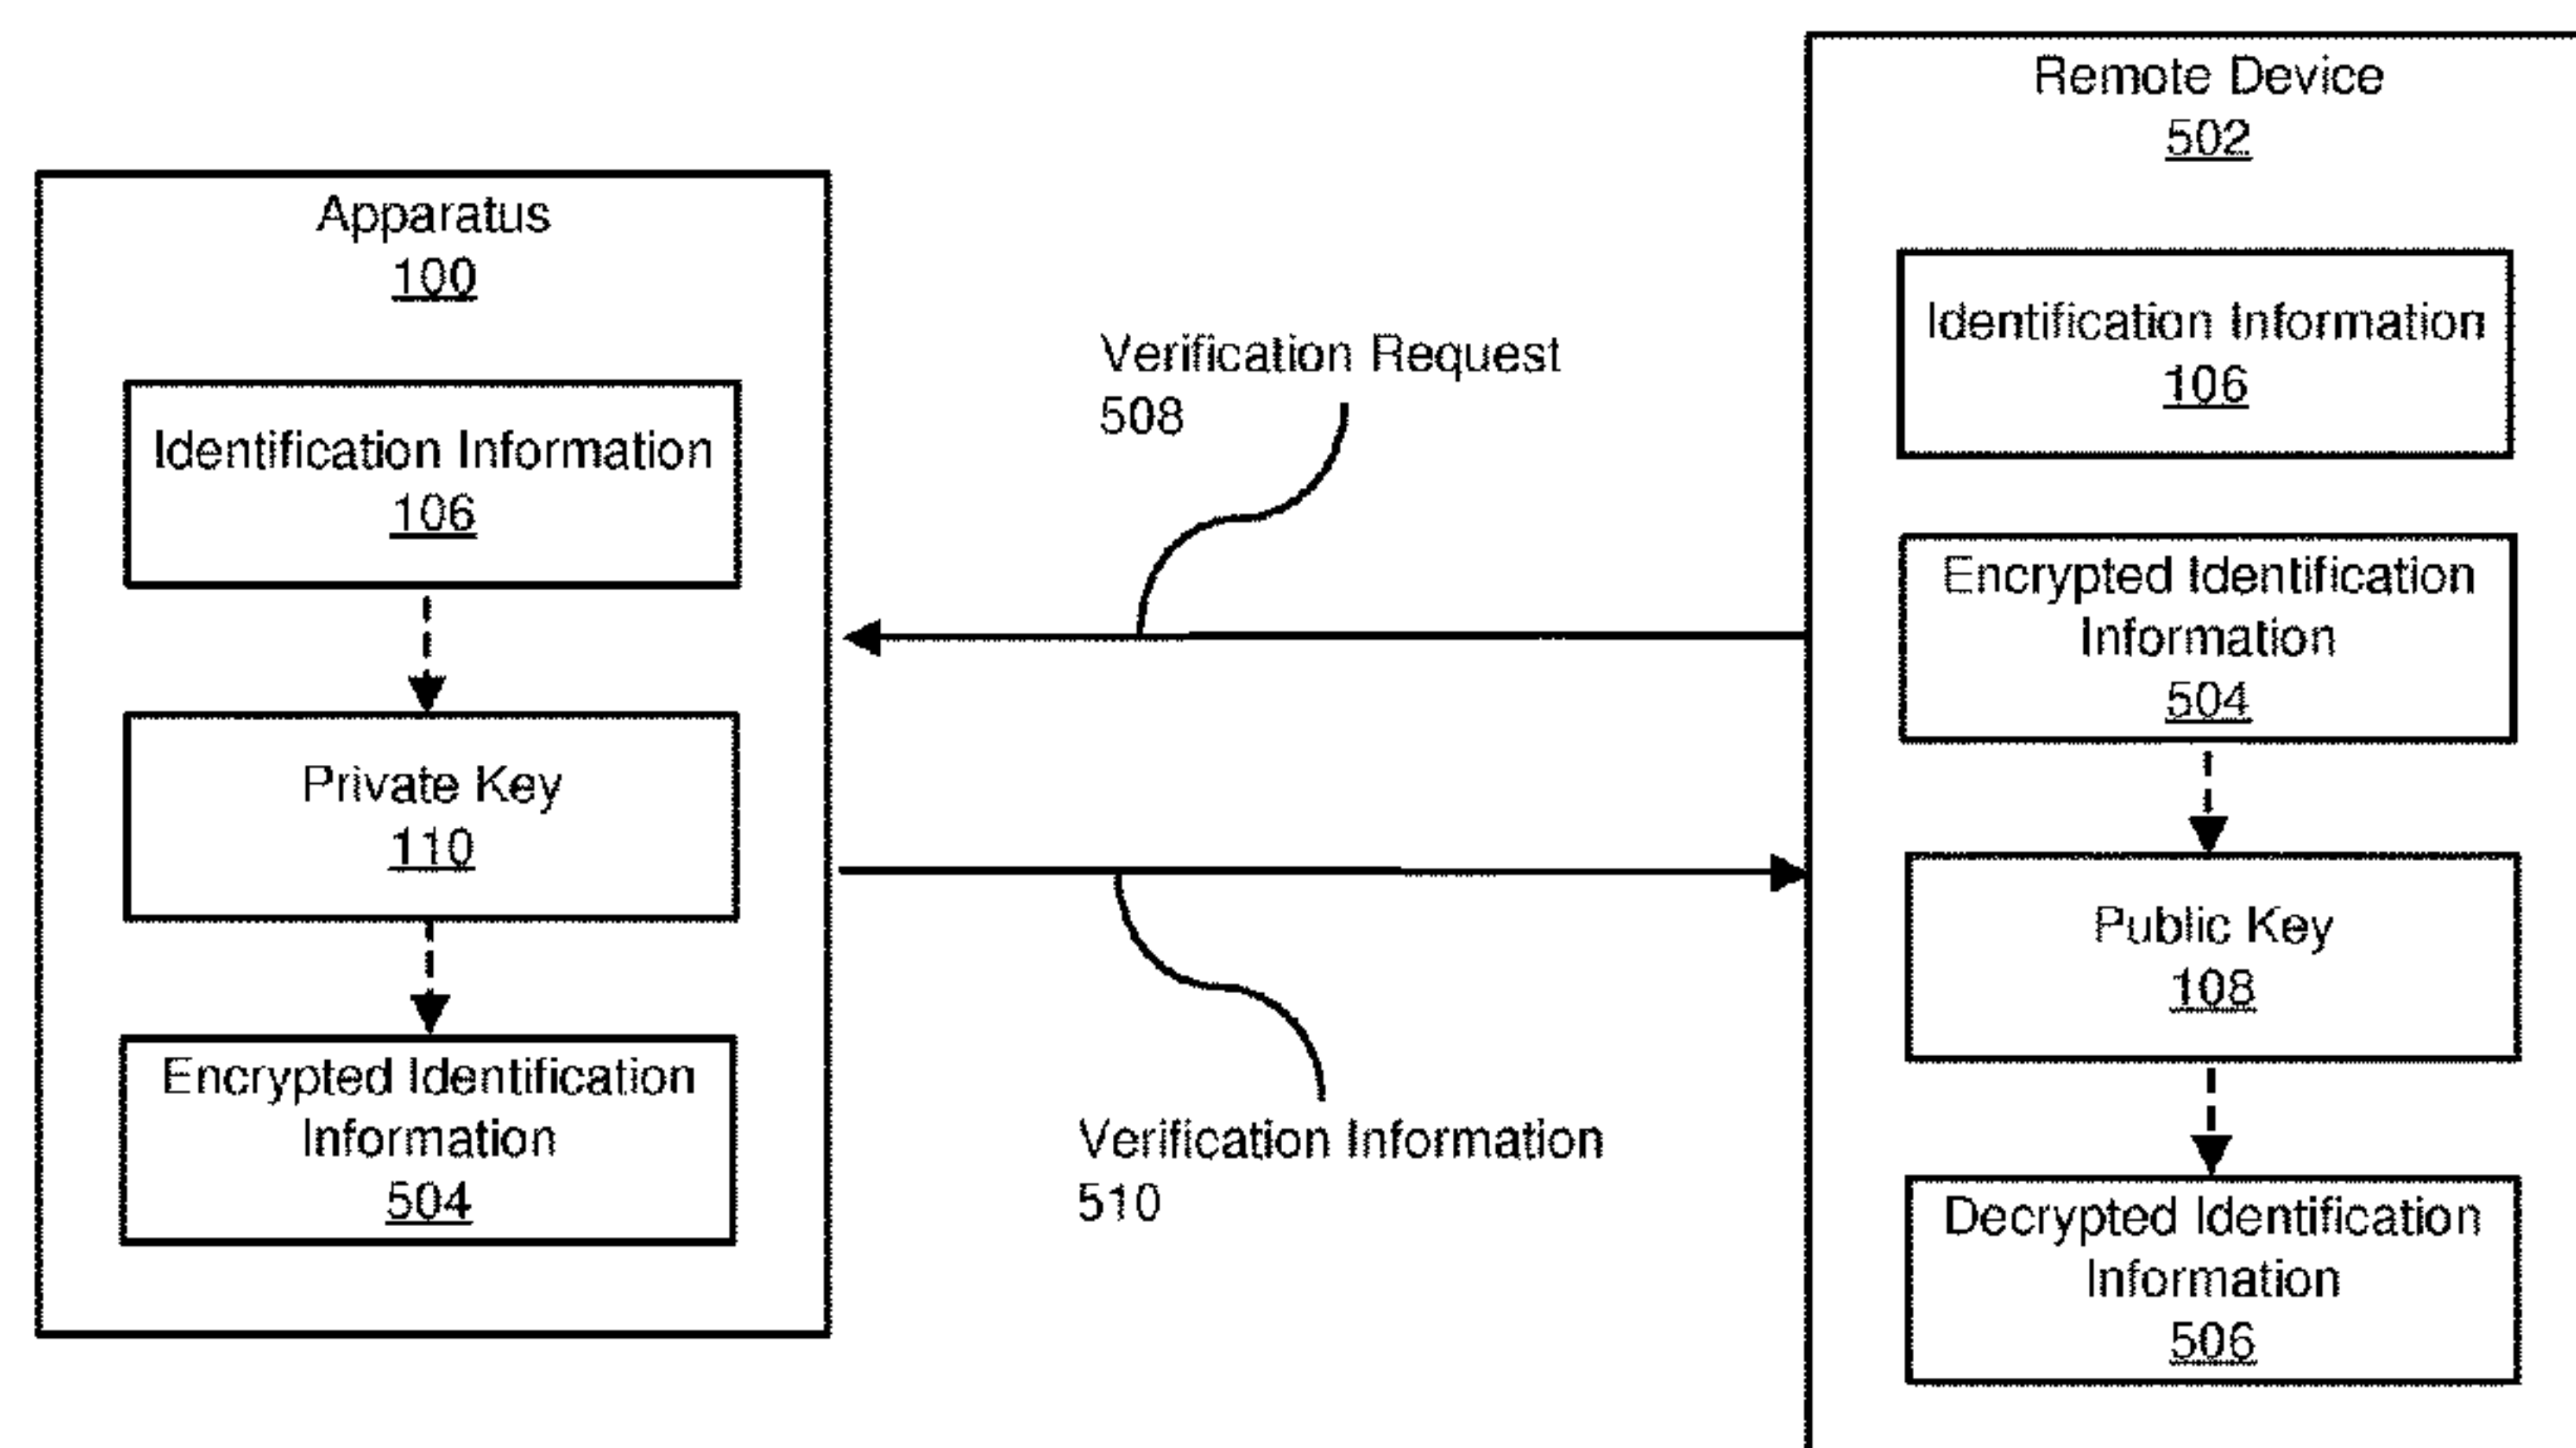 Apparatus
100
Identification Information
106
Private Key
110
Encrypted Identification
Information
504
Verification Request
508
Verification Information
510
Remote Device
502
Identification Information
106
Encrypted Identification
Information
504
Public Key
108
Decrypted Identification
Information
506